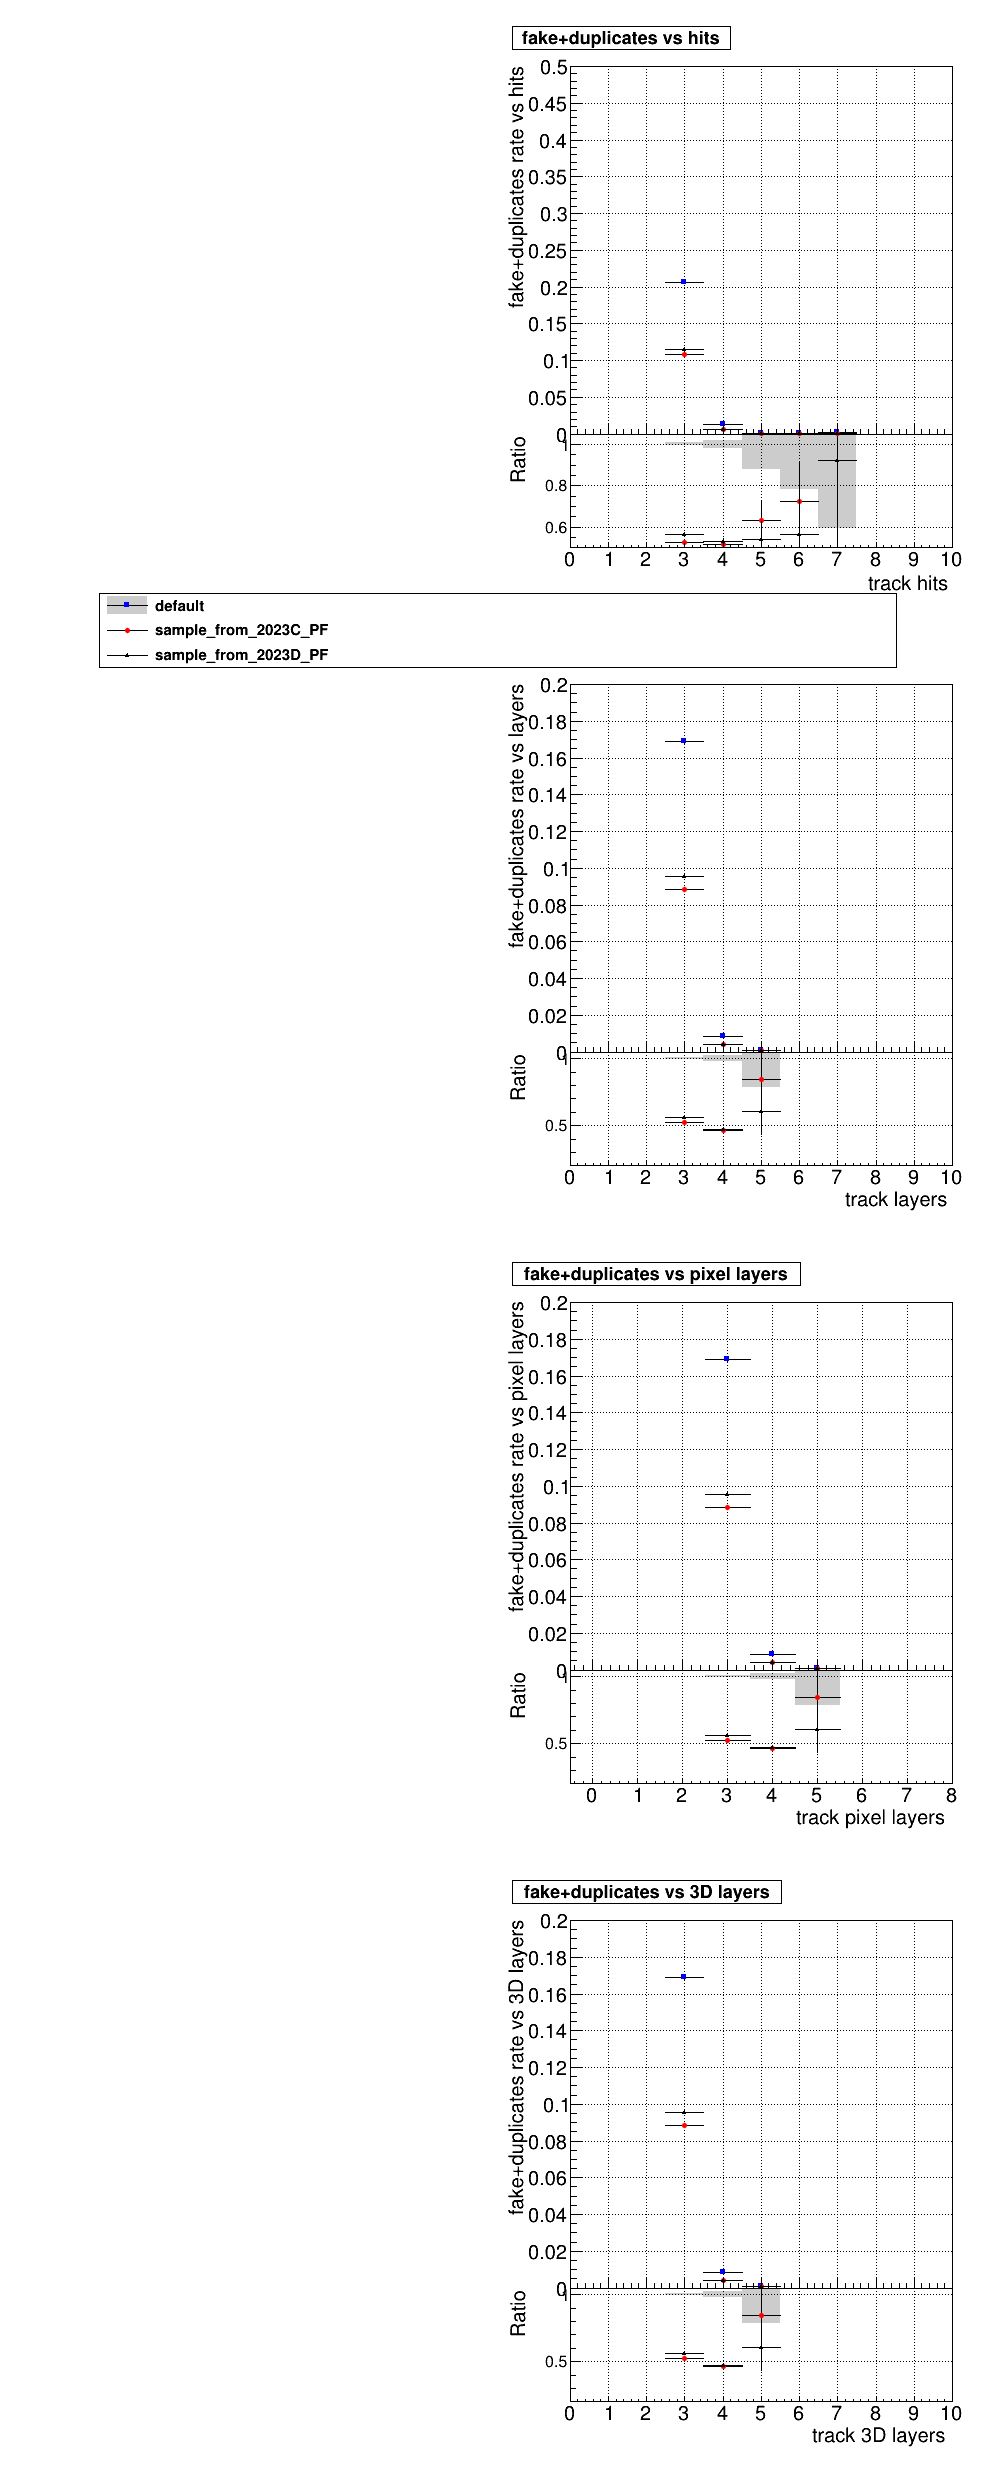 fake+duplicates vs hits
fake+duplicates rate vs hits
0.5
0.45
0.4
0.35
0.3
0.25
0.2
0.15
0.1
0.05
0
Ratio
1
0.8
0.6
0 1 2 3 4 5 6 7 8 9 10
track hits
default
sample_from_2023C_PF
sample_from_2023D_PF
fake+duplicates rate vs layers
0.2
0.18
0.16
0.14
0.12
0.1
0.08
0.06
0.04
0.02
0
Ratio
1
0.5
0 1 2 3 4 5 6 7 8 9 10
track layers
fake+duplicates vs pixel layers
fake+duplicates rate vs pixel layers
0.2
0.18
0.16
0.14
0.12
0.1
0.08
0.06
0.04
0.02
0
Ratio
1
0.5
0 1 2 3 4 5 6 7 8
track pixel layers
fake+duplicates vs 3D layers
fake+duplicates rate vs 3D layers
0.2
0.18
0.16
0.14
0.12
0.1
0.08
0.06
0.04
0.02
0
Ratio
1
0.5
0 1 2 3 4 5 6 7 8 9 10
track 3D layers